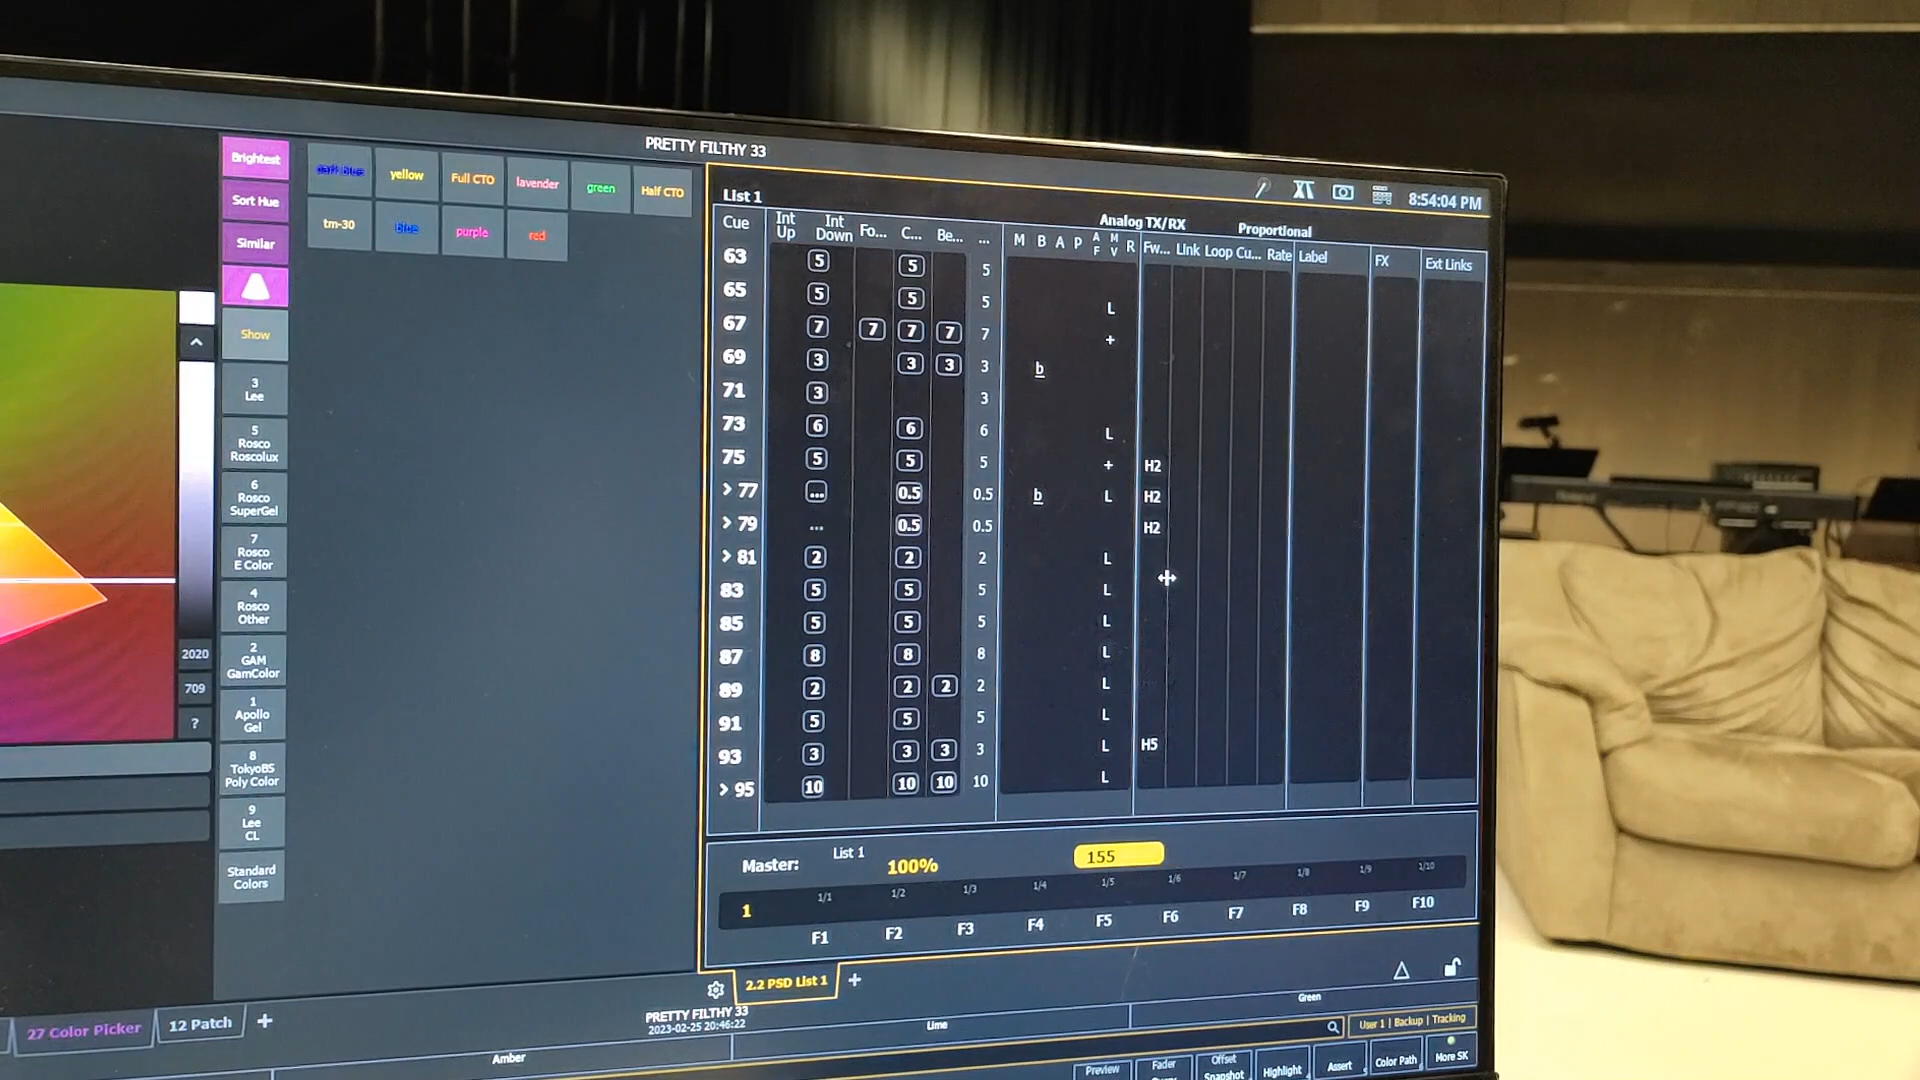 PRETTY FILTHY 33
Brightest
Sort Hue
Similar
Show
3
Lee
5
Rosco
Roscolux
6
Rosco
SuperGel
7
Rosco
E Color
4
Rosco
Other
2
GAM
GamColor
1
Apollo
Gel
8
TokyoBS
Poly Color
9
Lee
CL
Standard
Colors
dark blue yellow Full CTO lavender green Half CTO
tm-30 blue purple red
2020
709
?
List 1
8:54:04 PM
Analog TX/RX Proportional
Cue Int Up Int Down Fo... C... Be... ... M B A P AF MV R Fw... Link Loop Cu... Rate Label FX Ext Links
63 5 5 5
65 5 5 5 L
67 7 7 7 7 7 +
69 3 3 3 3 b
71 3 3
73 6 6 6 L
75 5 5 5 + H2
> 77 ... 0.5 0.5 b L H2
> 79 ... 0.5 0.5 H2
> 81 2 2 2 L
83 5 5 5 L
85 5 5 5 L
87 8 8 8 L
89 2 2 2 2 L
91 5 5 5 L
93 3 3 3 3 L H5
> 95 10 10 10 10 L
Master: List 1 100% 155
1/1 1/2 1/3 1/4 1/5 1/6 1/7 1/8 1/9 1/10
1
F1 F2 F3 F4 F5 F6 F7 F8 F9 F10
2.2 PSD List 1 +
27 Color Picker 12 Patch +
PRETTY FILTHY 33
2023-02-25 20:46:22
Amber Lime Green
User 1 | Backup | Tracking
Preview Fader Offset Snapshot Highlight Assert Color Path More SK